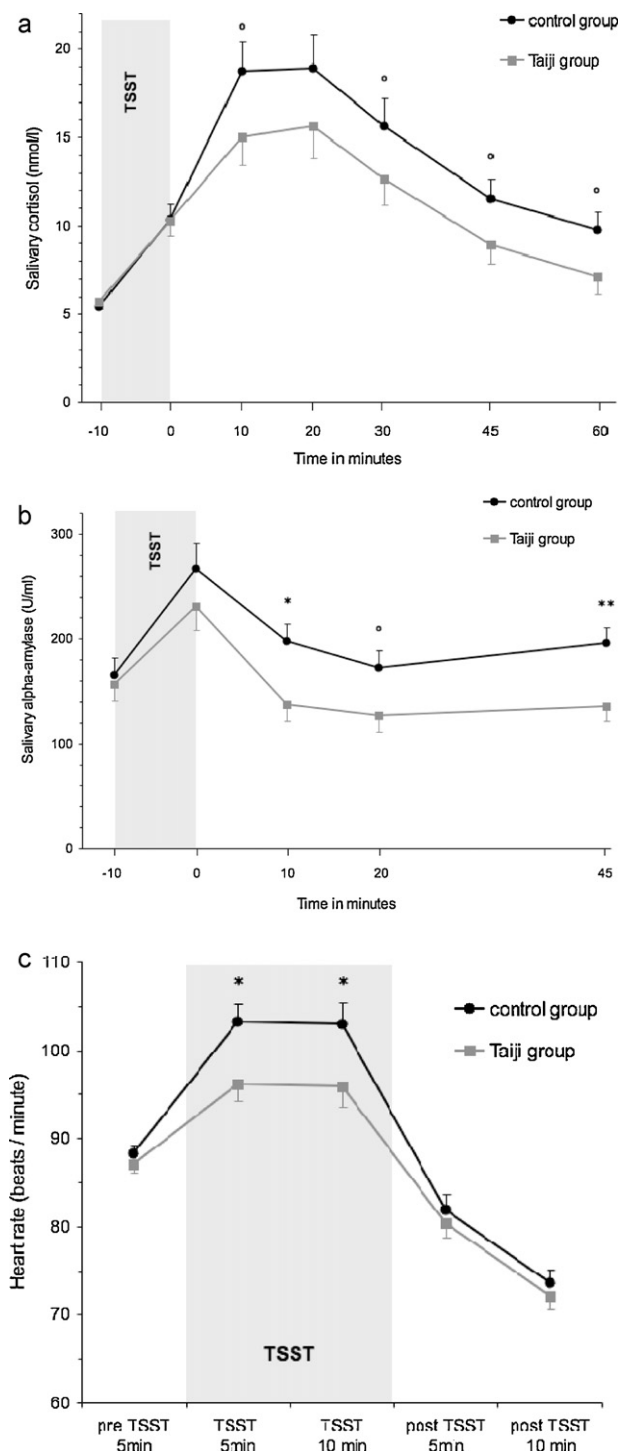 a
control group
Taiji group
TSST
Salivary cortisol (nmol/l)
20
15
10
5
0
-10 0 10 20 30 45 60
Time in minutes
b
control group
Taiji group
TSST
Salivary alpha-amylase (U/ml)
300
200
100
0
* ° **
-10 0 10 20 45
Time in minutes
c
control group
Taiji group
Heart rate (beats / minute)
110
100
90
80
70
60
* *
TSST
pre TSST TSST TSST post TSST post TSST
5min 5min 10 min 5min 10 min